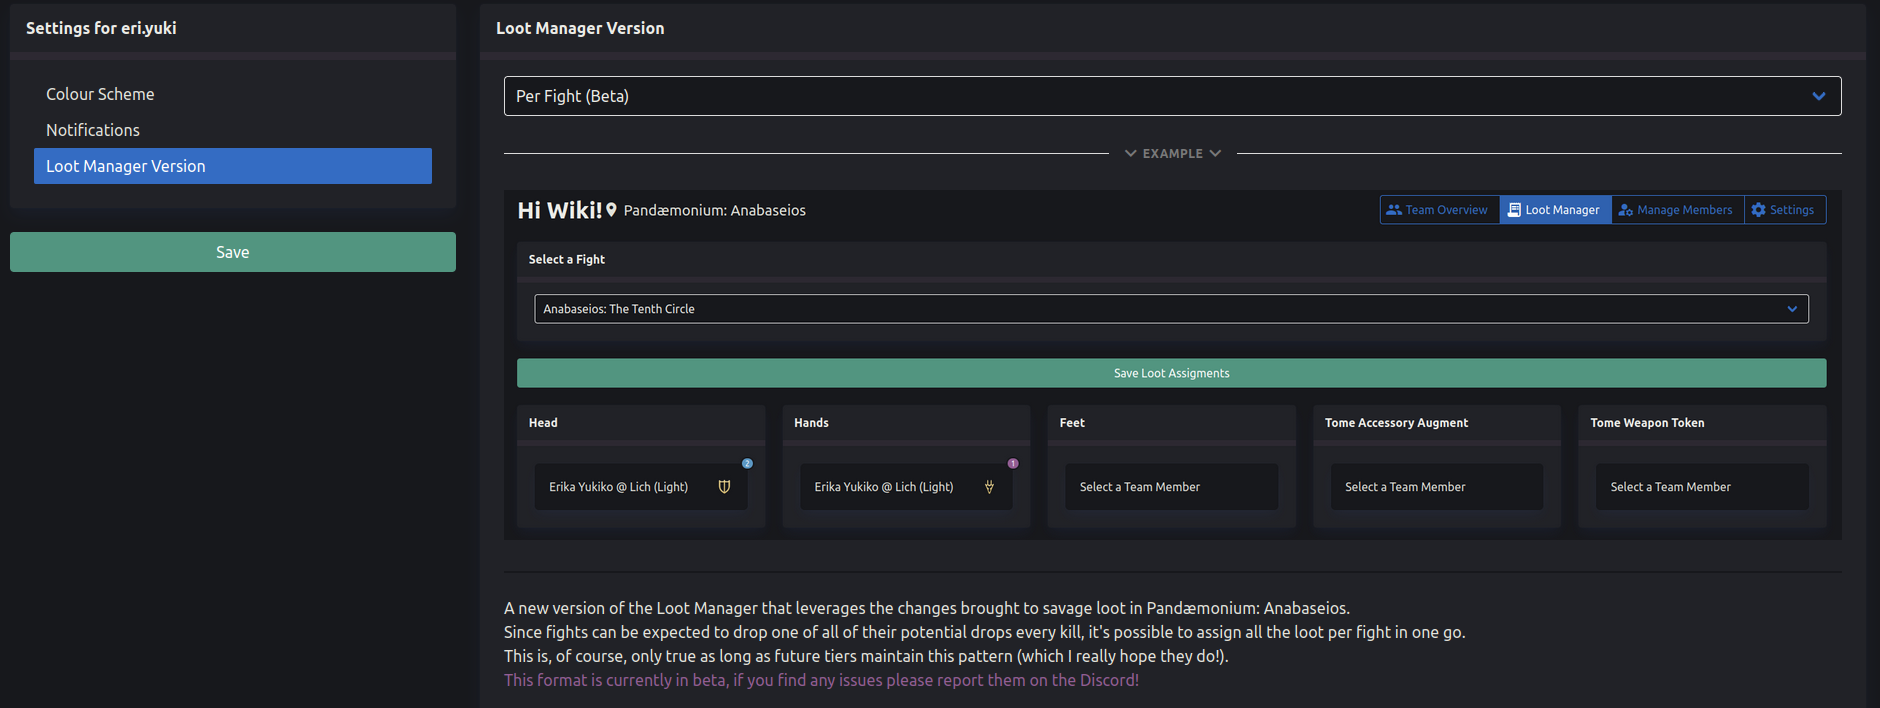 Settings for eri.yuki
Colour Scheme
Notifications
Loot Manager Version
Save
Loot Manager Version
Per Fight (Beta)
EXAMPLE
Hi Wiki! Pandæmonium: Anabaseios
Team Overview Loot Manager Manage Members Settings
Select a Fight
Anabaseios: The Tenth Circle
Save Loot Assigments
Head
2
Erika Yukiko @ Lich (Light)
Hands
1
Erika Yukiko @ Lich (Light)
Feet
Select a Team Member
Tome Accessory Augment
Select a Team Member
Tome Weapon Token
Select a Team Member
A new version of the Loot Manager that leverages the changes brought to savage loot in Pandæmonium: Anabaseios.
Since fights can be expected to drop one of all of their potential drops every kill, it's possible to assign all the loot per fight in one go.
This is, of course, only true as long as future tiers maintain this pattern (which I really hope they do!).
This format is currently in beta, if you find any issues please report them on the Discord!